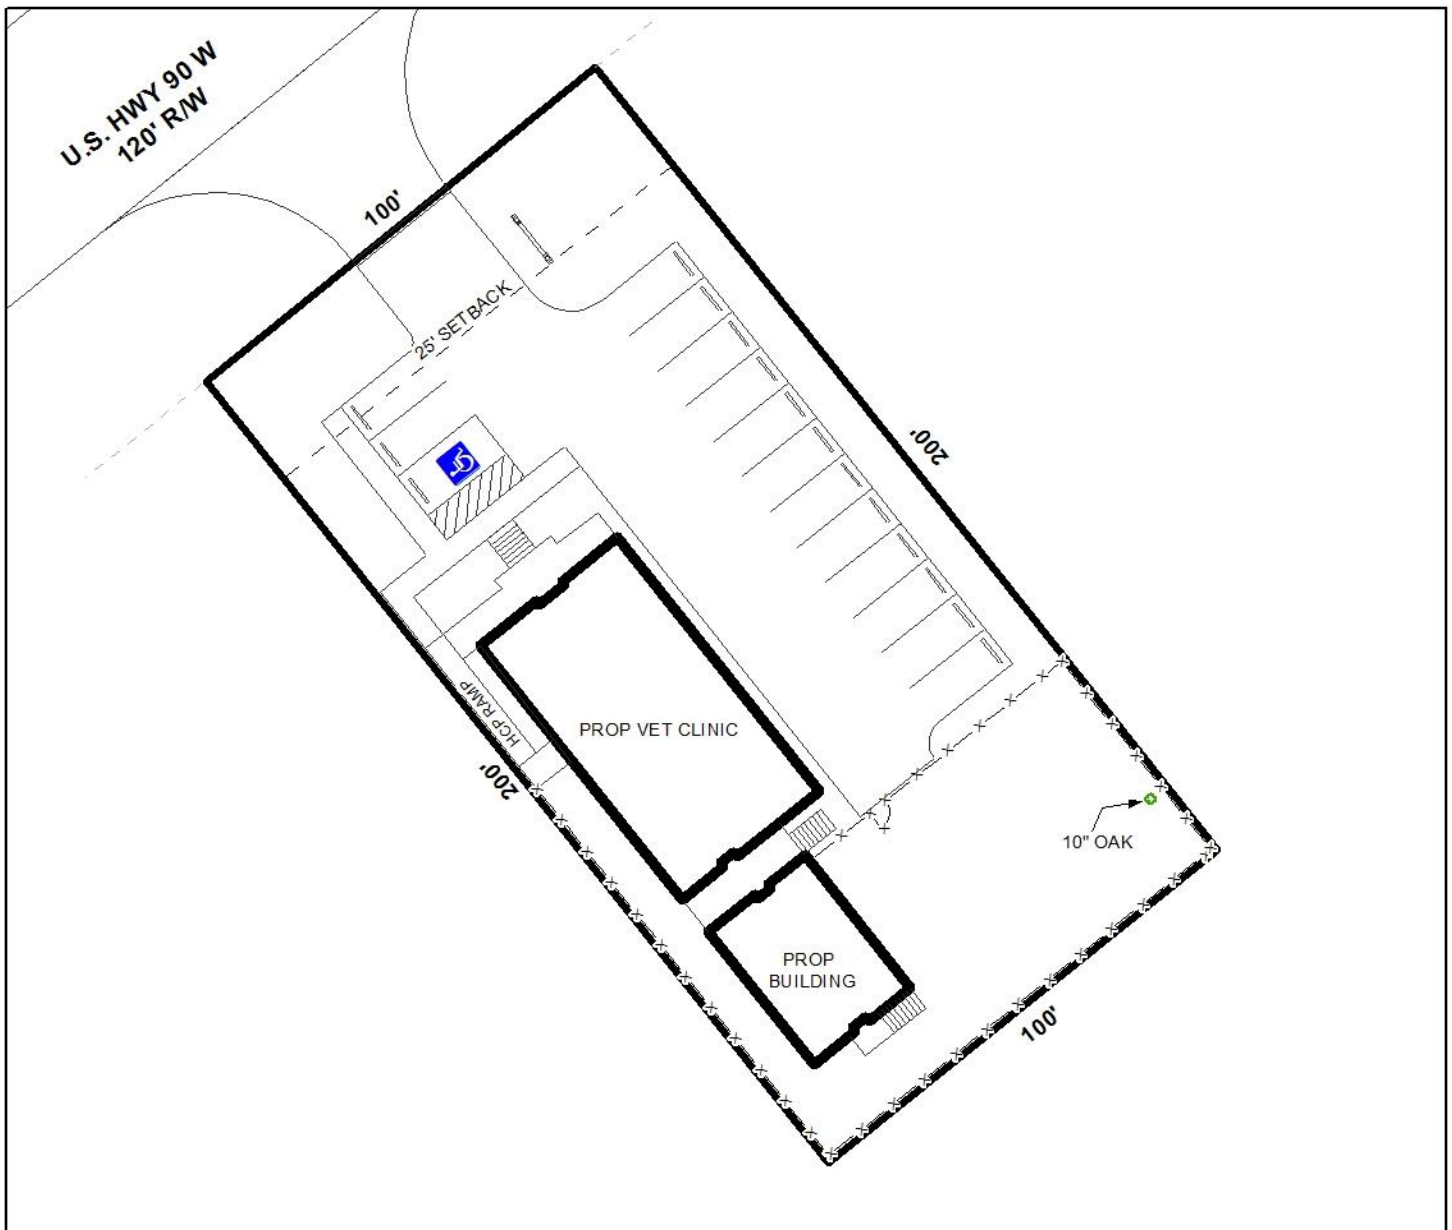 U.S. HWY 90 W
120' R/W
100'
25' SETBACK
200'
HCP RAMP
PROP VET CLINIC
200'
10" OAK
PROP
BUILDING
100'